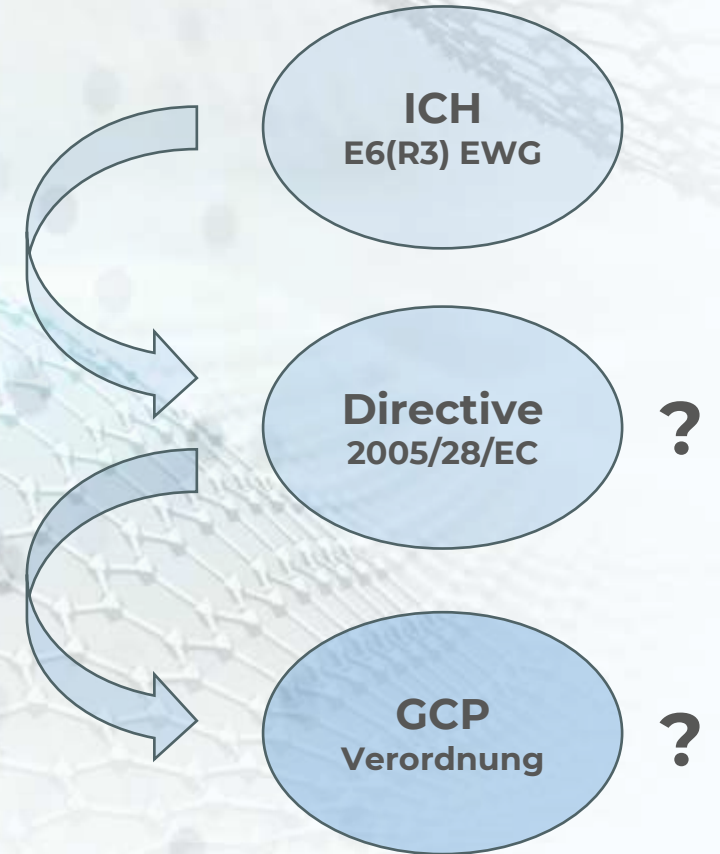 ICH
E6(R3) EWG
Directive
2005/28/EC
?
GCP
Verordnung
?